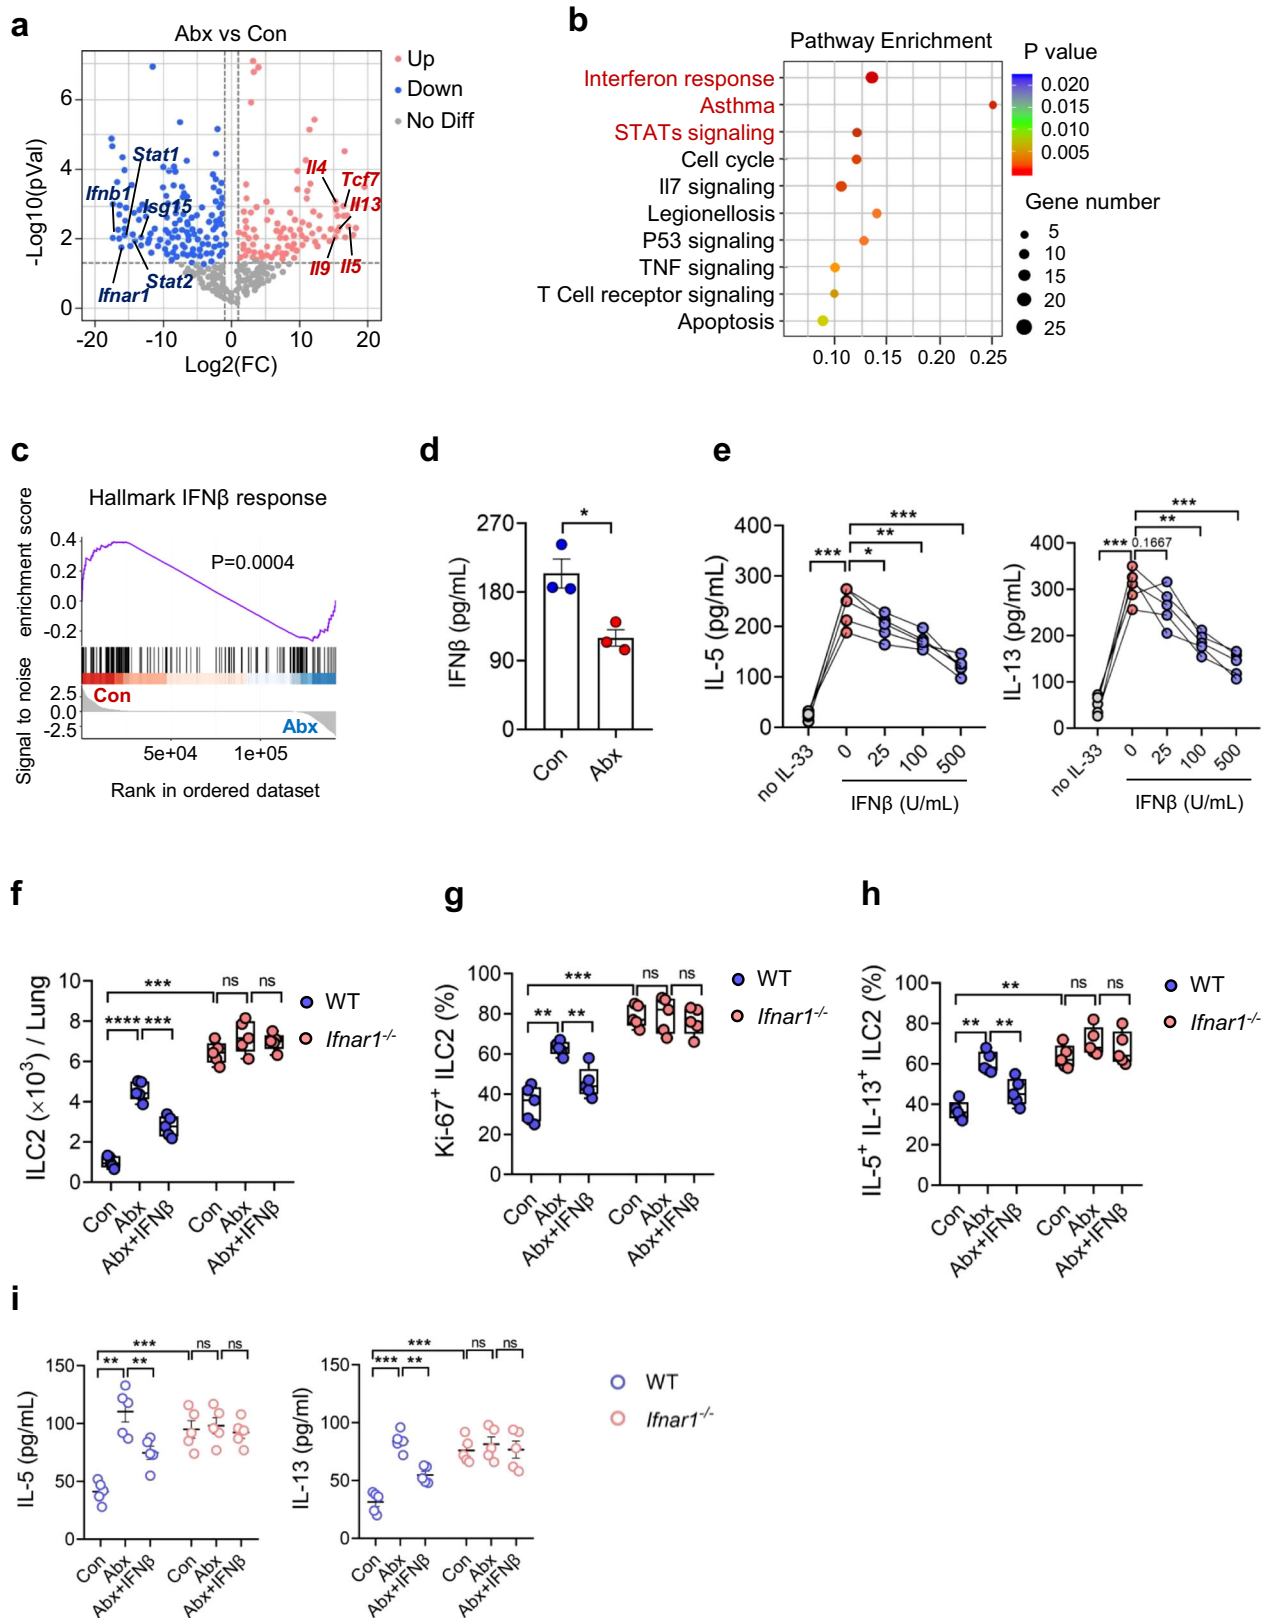 a
Abx vs Con
Up
Down
No Diff
-Log10(pVal)
6
4
2
0
Stat1
Ifnb1
Isg15
Stat2
Ifnar1
Il4
Tcf7
Il13
Il9
Il5
-20 -10 0 10 20
Log2(FC)
b
Pathway Enrichment
Interferon response
Asthma
STATs signaling
Cell cycle
Il7 signaling
Legionellosis
P53 signaling
TNF signaling
T Cell receptor signaling
Apoptosis
0.10 0.15 0.20 0.25
P value
0.020
0.015
0.010
0.005
Gene number
5
10
15
20
25
c
Hallmark IFNβ response
enrichment score
0.4
0.2
0.0
-0.2
P=0.0004
Signal to noise
2.5
0.0
-2.5
Con
Abx
5e+04 1e+05
Rank in ordered dataset
d
IFNβ (pg/mL)
270
180
90
0
*
Con Abx
e
IL-5 (pg/mL)
400
300
200
100
0
***
**
*** *
no IL-33 0 25 100 500
IFNβ (U/mL)
IL-13 (pg/mL)
400
300
200
100
0
***
**
*** 0.1667
no IL-33 0 25 100 500
IFNβ (U/mL)
f
ILC2 (×10³) / Lung
10
8
6
4
2
0
*** ns ns
**** ***
Con Abx Abx+IFNβ Con Abx Abx+IFNβ
WT
Ifnar1-/-
g
Ki-67+ ILC2 (%)
100
80
60
40
20
0
*** ns ns
** **
Con Abx Abx+IFNβ Con Abx Abx+IFNβ
WT
Ifnar1-/-
h
IL-5+ IL-13+ ILC2 (%)
100
80
60
40
20
0
** ns ns
** **
Con Abx Abx+IFNβ Con Abx Abx+IFNβ
WT
Ifnar1-/-
i
IL-5 (pg/mL)
150
100
50
0
*** ns ns
** **
Con Abx Abx+IFNβ Con Abx Abx+IFNβ
IL-13 (pg/ml)
150
100
50
0
*** ns ns
*** **
Con Abx Abx+IFNβ Con Abx Abx+IFNβ
WT
Ifnar1-/-